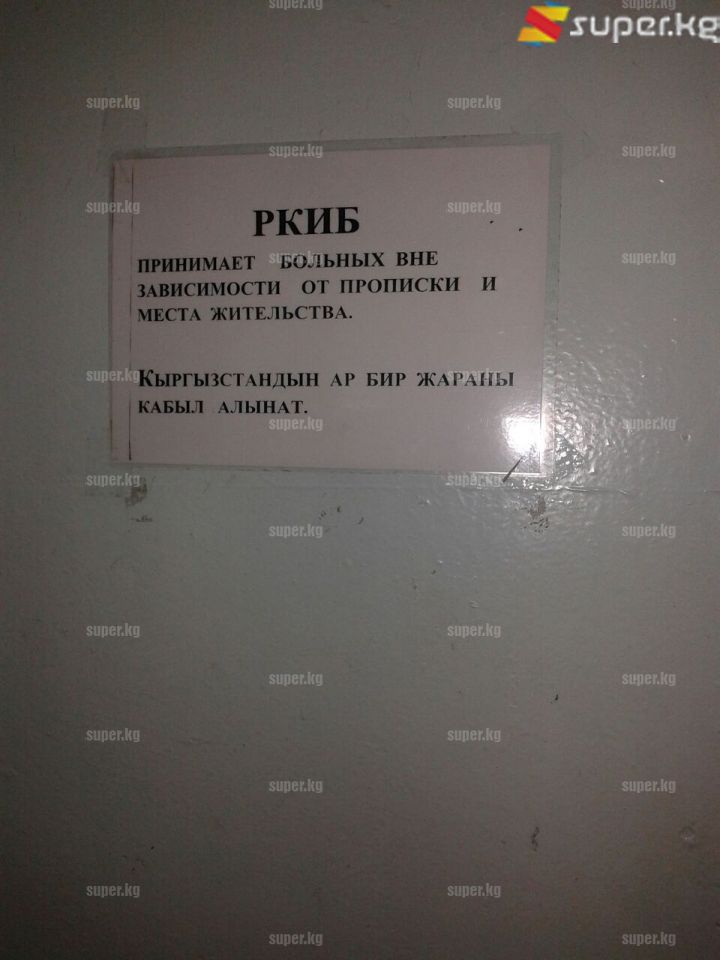 super.kg
РКИБ
ПРИНИМАЕТ БОЛЬНЫХ ВНЕ
ЗАВИСИМОСТИ ОТ ПРОПИСКИ И
МЕСТА ЖИТЕЛЬСТВА.
КЫРГЫЗСТАНДЫН АР БИР ЖАРАНЫ
КАБЫЛ АЛЫНАТ.